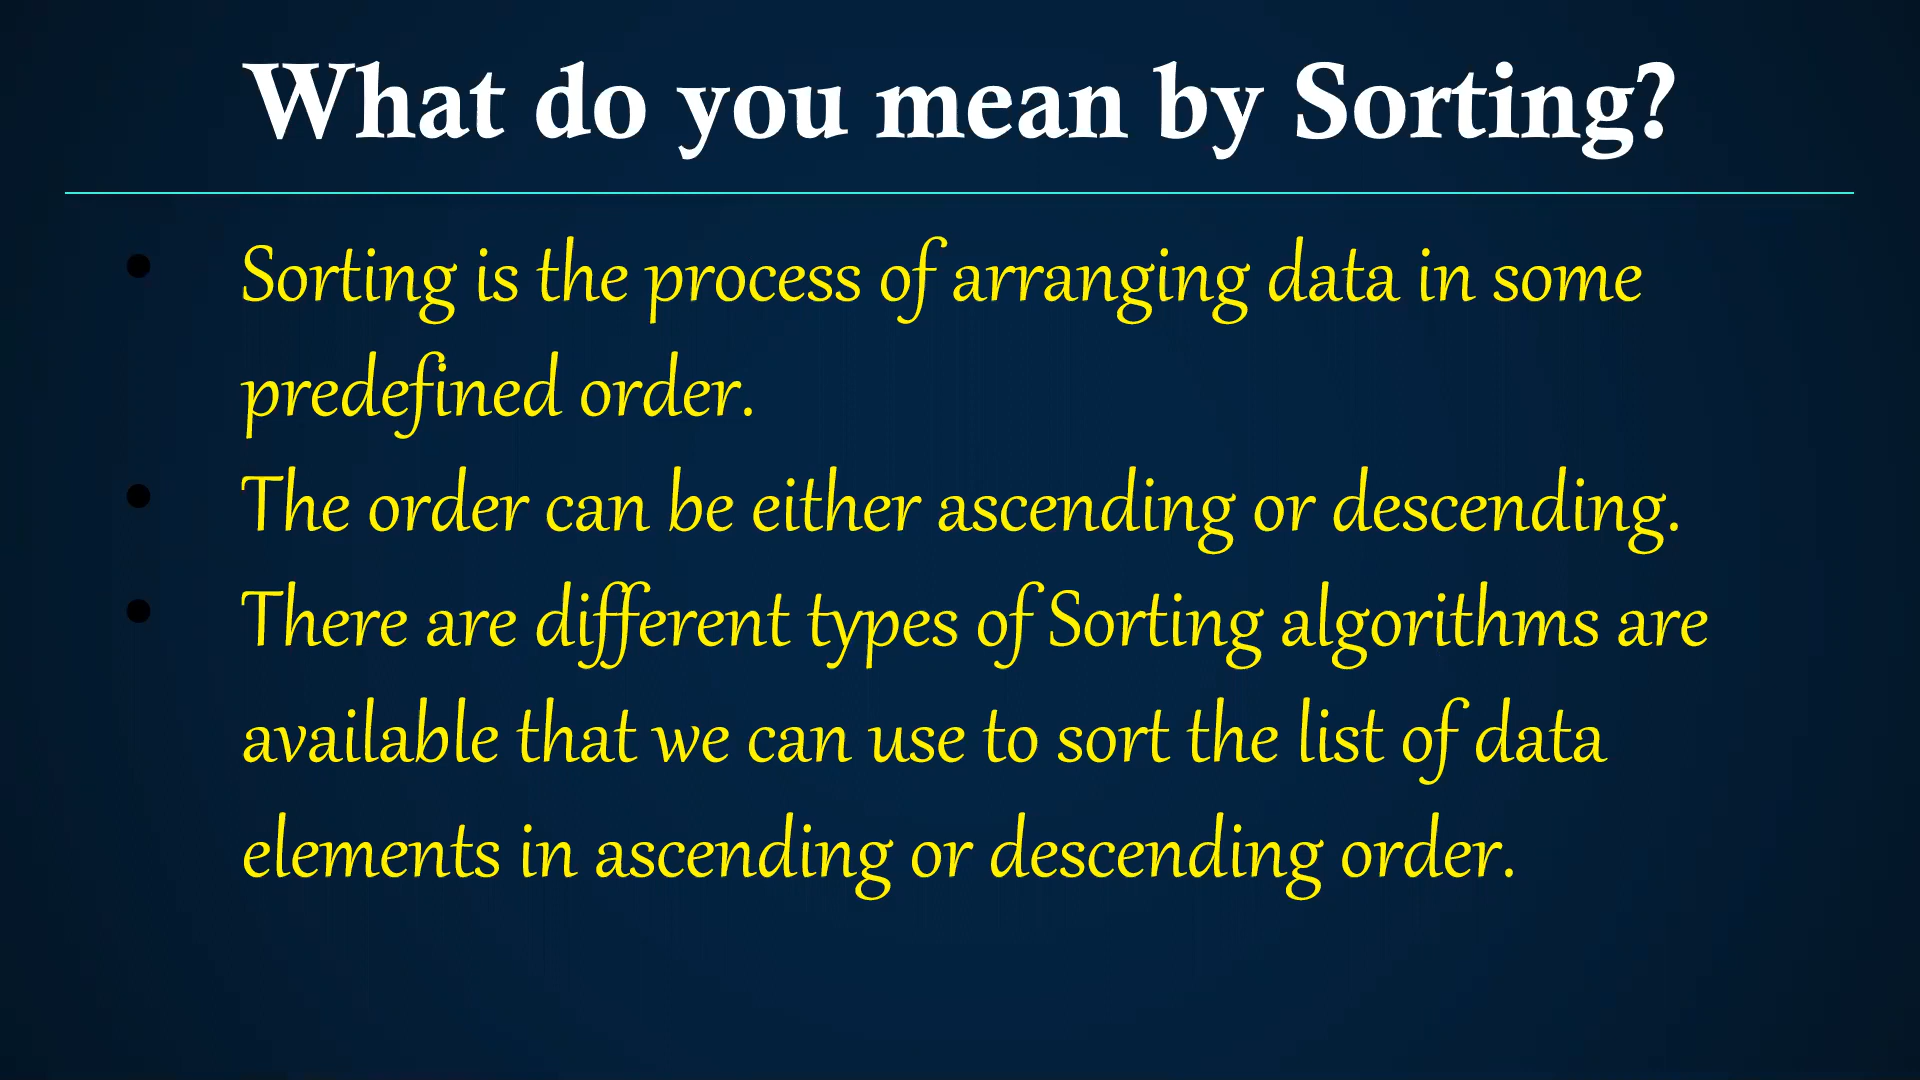 What do you mean by Sorting?
• Sorting is the process of arranging data in some
predefined order.
• The order can be either ascending or descending.
• There are different types of Sorting algorithms are
available that we can use to sort the list of data
elements in ascending or descending order.